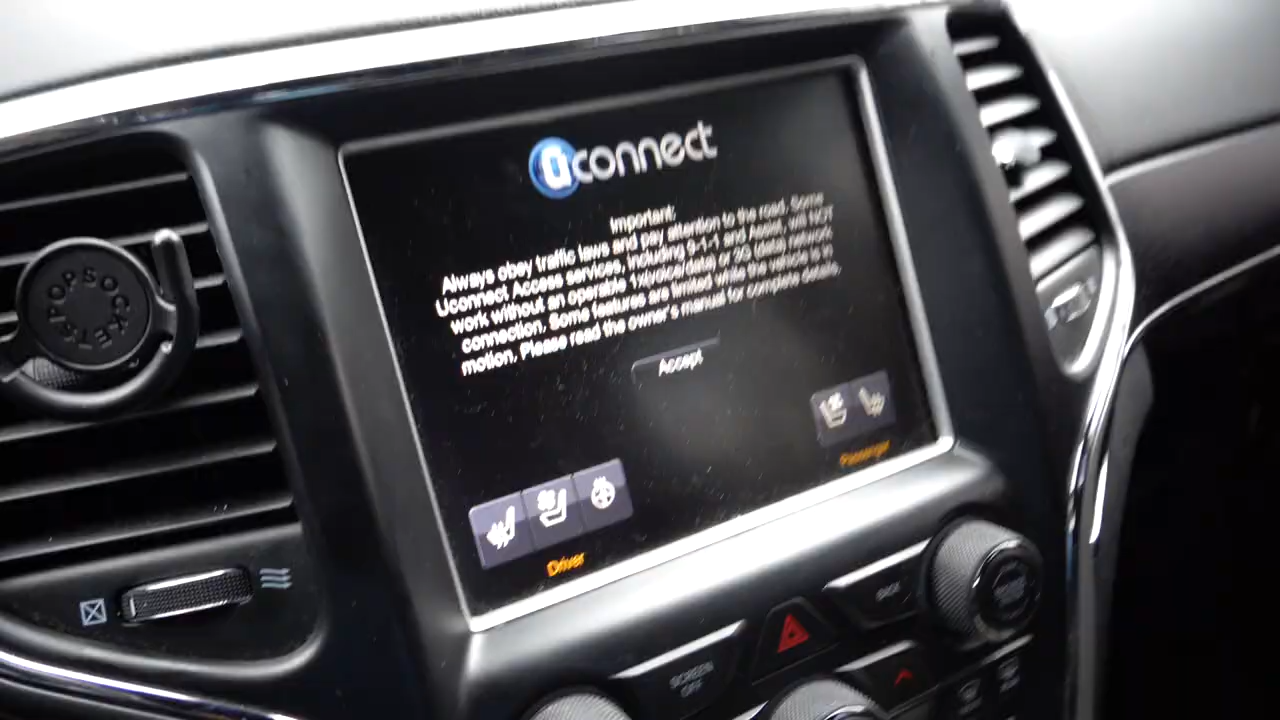 uconnect
Important:
Always obey traffic laws and pay attention to the road. Some
Uconnect Access services, including 9-1-1 and assist, will NOT
work without an operable 1x(voice/data) or 3G (data) network
connection. Some features are limited while the vehicle is in
motion. Please read the owner's manual for complete details.
Accept
Passenger
Driver
POPSOCKETS
BACK
SCREEN
OFF